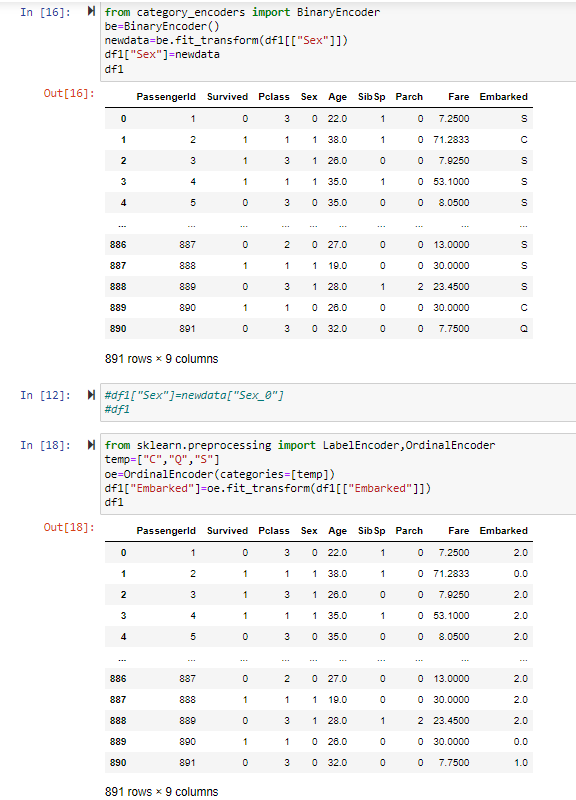 In [16]: from category_encoders import BinaryEncoder
be=BinaryEncoder()
newdata=be.fit_transform(df1[["Sex"]])
df1["Sex"]=newdata
df1
Out[16]:
PassengerId Survived Pclass Sex Age SibSp Parch Fare Embarked
0 1 0 3 0 22.0 1 0 7.2500 S
1 2 1 1 1 38.0 1 0 71.2833 C
2 3 1 3 1 26.0 0 0 7.9250 S
3 4 1 1 1 35.0 1 0 53.1000 S
4 5 0 3 0 35.0 0 0 8.0500 S
... ... ... ... ... ... ... ... ... ...
886 887 0 2 0 27.0 0 0 13.0000 S
887 888 1 1 1 19.0 0 0 30.0000 S
888 889 0 3 1 28.0 1 2 23.4500 S
889 890 1 1 0 26.0 0 0 30.0000 C
890 891 0 3 0 32.0 0 0 7.7500 Q
891 rows × 9 columns
In [12]: #df1["Sex"]=newdata["Sex_0"]
#df1
In [18]: from sklearn.preprocessing import LabelEncoder,OrdinalEncoder
temp=["C","Q","S"]
oe=OrdinalEncoder(categories=[temp])
df1["Embarked"]=oe.fit_transform(df1[["Embarked"]])
df1
Out[18]:
PassengerId Survived Pclass Sex Age SibSp Parch Fare Embarked
0 1 0 3 0 22.0 1 0 7.2500 2.0
1 2 1 1 1 38.0 1 0 71.2833 0.0
2 3 1 3 1 26.0 0 0 7.9250 2.0
3 4 1 1 1 35.0 1 0 53.1000 2.0
4 5 0 3 0 35.0 0 0 8.0500 2.0
... ... ... ... ... ... ... ... ... ...
886 887 0 2 0 27.0 0 0 13.0000 2.0
887 888 1 1 1 19.0 0 0 30.0000 2.0
888 889 0 3 1 28.0 1 2 23.4500 2.0
889 890 1 1 0 26.0 0 0 30.0000 0.0
890 891 0 3 0 32.0 0 0 7.7500 1.0
891 rows × 9 columns